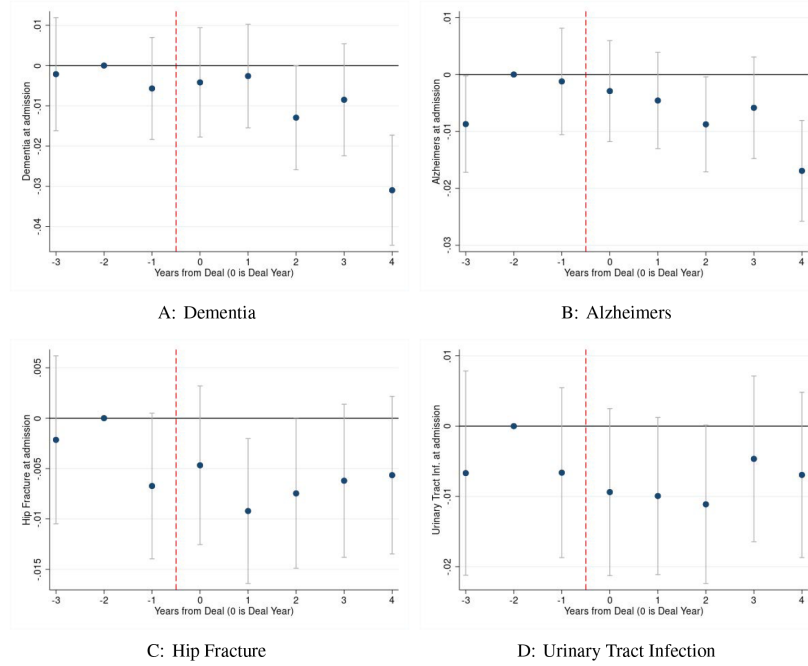 .01
0
-.01
-.02
-.03
-.04
Dementia at admission
-3 -2 -1 0 1 2 3 4
Years from Deal (0 is Deal Year)
A: Dementia
.01
0
-.01
-.02
-.03
Alzheimers at admission
-3 -2 -1 0 1 2 3 4
Years from Deal (0 is Deal Year)
B: Alzheimers
.005
0
-.005
-.01
-.015
Hip Fracture at admission
-3 -2 -1 0 1 2 3 4
Years from Deal (0 is Deal Year)
C: Hip Fracture
.01
0
-.01
-.02
Urinary Tract Inf. at admission
-3 -2 -1 0 1 2 3 4
Years from Deal (0 is Deal Year)
D: Urinary Tract Infection